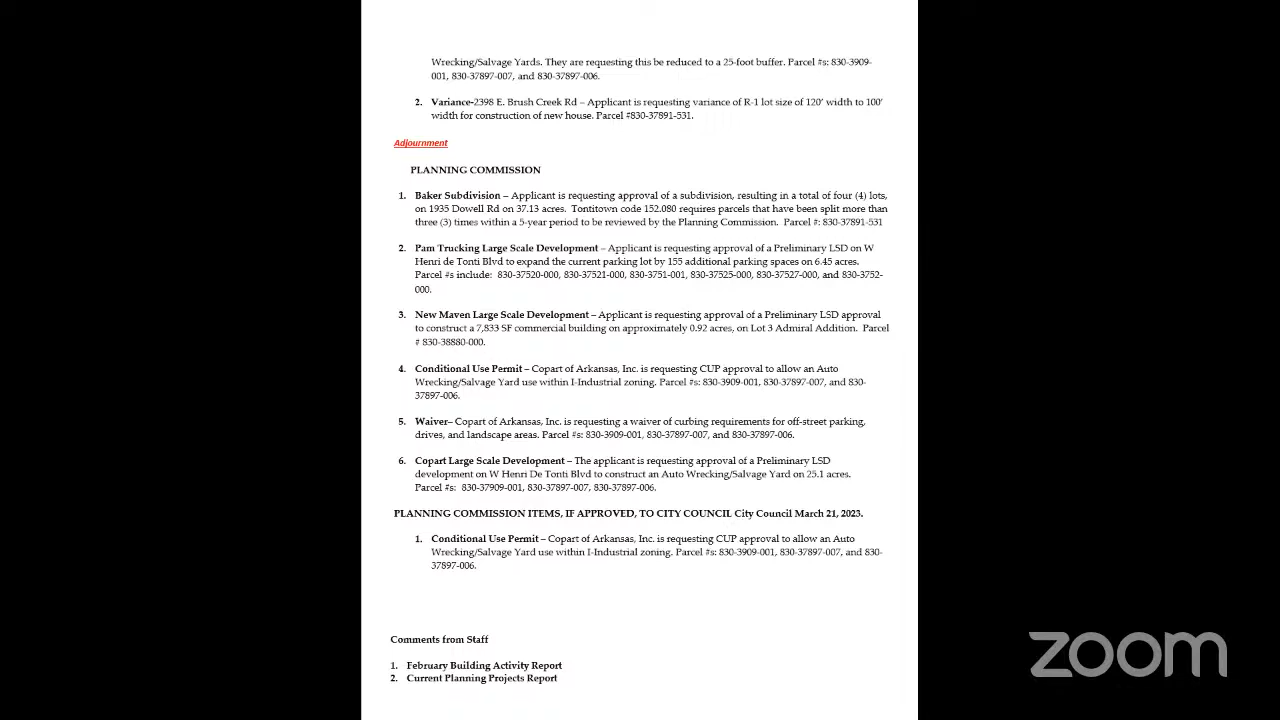 Wrecking/Salvage Yards. They are requesting this be reduced to a 25-foot buffer. Parcel #s: 830-3909-
001, 830-37897-007, and 830-37897-006.
2. Variance-2398 E. Brush Creek Rd – Applicant is requesting variance of R-1 lot size of 120' width to 100'
width for construction of new house. Parcel #830-37891-531.
Adjournment
PLANNING COMMISSION
1. Baker Subdivision – Applicant is requesting approval of a subdivision, resulting in a total of four (4) lots,
on 1935 Dowell Rd on 37.13 acres. Tontitown code 152.080 requires parcels that have been split more than
three (3) times within a 5-year period to be reviewed by the Planning Commission. Parcel #: 830-37891-531
2. Pam Trucking Large Scale Development – Applicant is requesting approval of a Preliminary LSD on W
Henri de Tonti Blvd to expand the current parking lot by 155 additional parking spaces on 6.45 acres.
Parcel #s include: 830-37520-000, 830-37521-000, 830-3751-001, 830-37525-000, 830-37527-000, and 830-3752-
000.
3. New Maven Large Scale Development – Applicant is requesting approval of a Preliminary LSD approval
to construct a 7,833 SF commercial building on approximately 0.92 acres, on Lot 3 Admiral Addition. Parcel
# 830-38880-000.
4. Conditional Use Permit – Copart of Arkansas, Inc. is requesting CUP approval to allow an Auto
Wrecking/Salvage Yard use within I-Industrial zoning. Parcel #s: 830-3909-001, 830-37897-007, and 830-
37897-006.
5. Waiver– Copart of Arkansas, Inc. is requesting a waiver of curbing requirements for off-street parking,
drives, and landscape areas. Parcel #s: 830-3909-001, 830-37897-007, and 830-37897-006.
6. Copart Large Scale Development – The applicant is requesting approval of a Preliminary LSD
development on W Henri De Tonti Blvd to construct an Auto Wrecking/Salvage Yard on 25.1 acres.
Parcel #s: 830-37909-001, 830-37897-007, 830-37897-006.
PLANNING COMMISSION ITEMS, IF APPROVED, TO CITY COUNCIL City Council March 21, 2023.
1. Conditional Use Permit – Copart of Arkansas, Inc. is requesting CUP approval to allow an Auto
Wrecking/Salvage Yard use within I-Industrial zoning. Parcel #s: 830-3909-001, 830-37897-007, and 830-
37897-006.
Comments from Staff
1. February Building Activity Report
2. Current Planning Projects Report
zoom